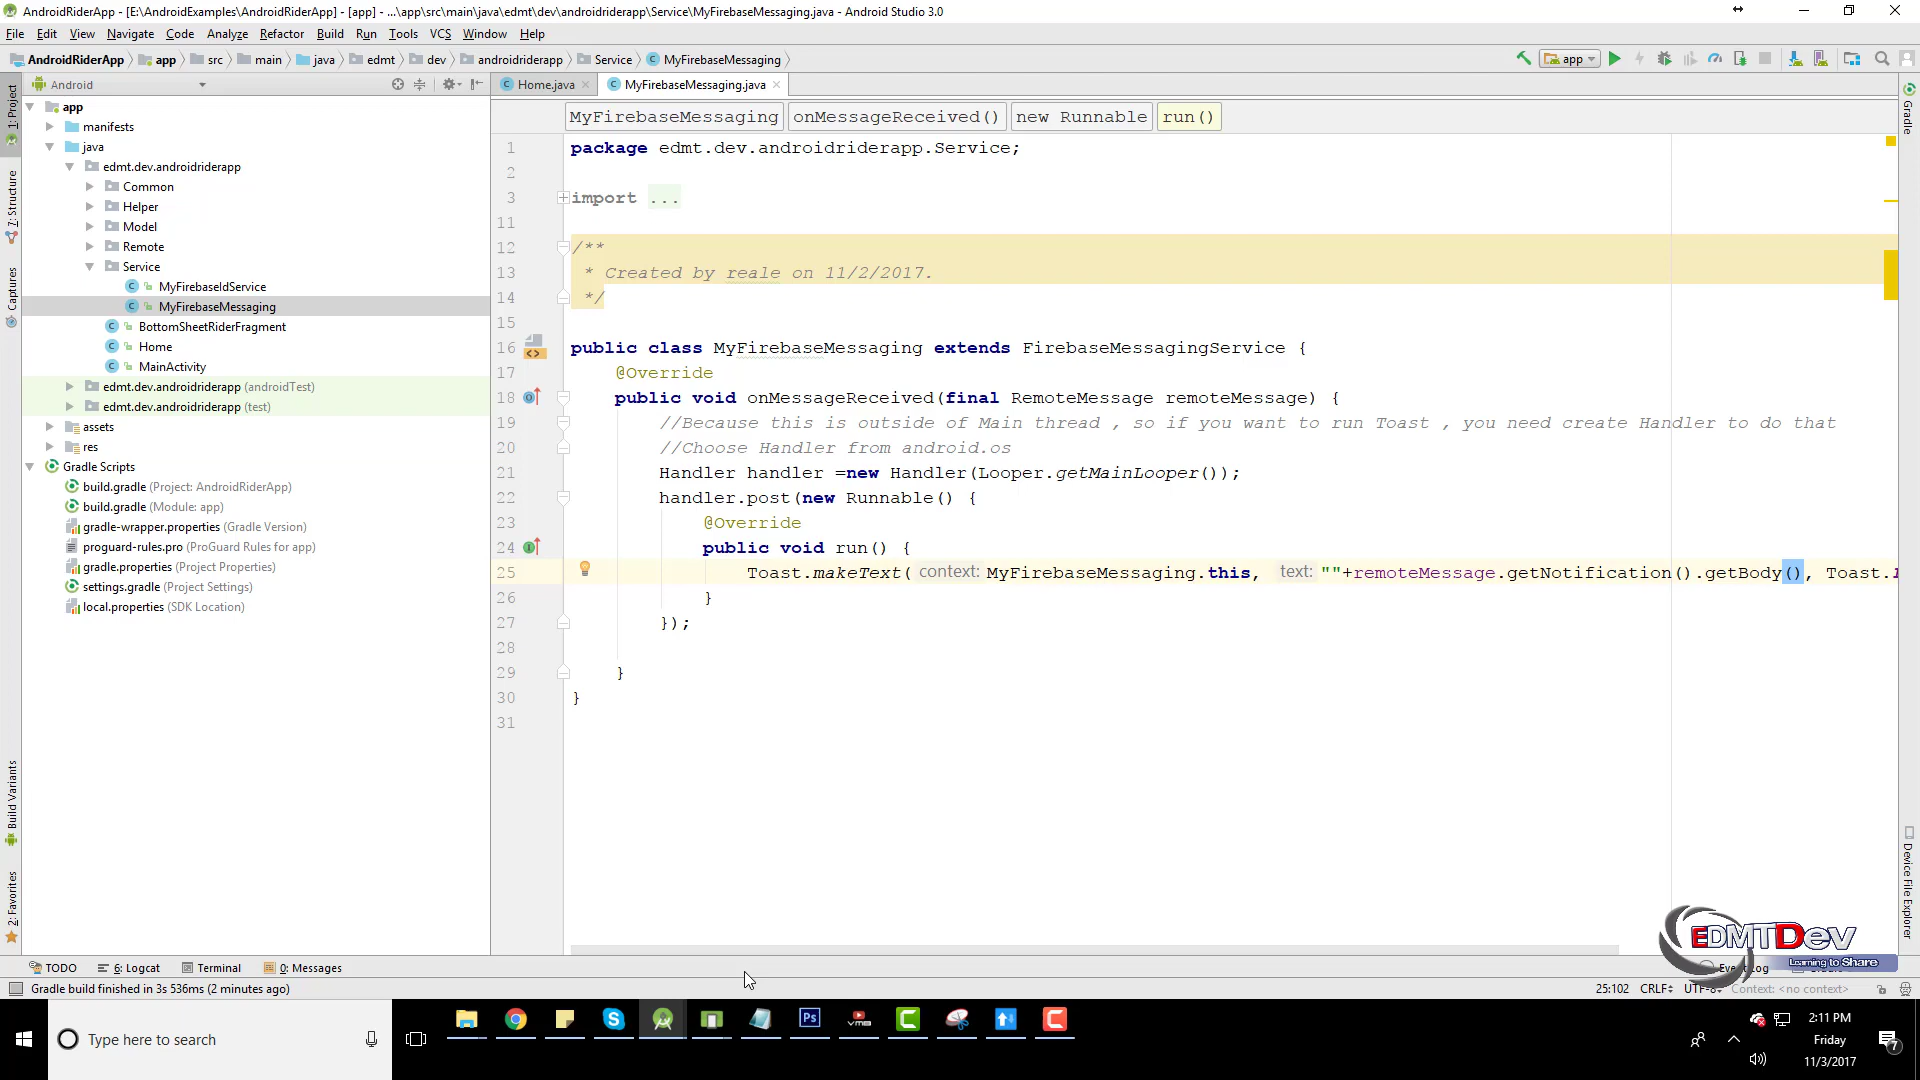 AndroidRiderApp - [E:\AndroidExamples\AndroidRiderApp] - [app] - ...\app\src\main\java\edmt\dev\androidriderapp\Service\MyFirebaseMessaging.java - Android Studio 3.0
File Edit View Navigate Code Analyze Refactor Build Run Tools VCS Window Help
AndroidRiderApp app src main java edmt dev androidriderapp Service MyFirebaseMessaging app
Android
Home.java MyFirebaseMessaging.java
MyFirebaseMessaging onMessageReceived() new Runnable run()
1: Project
7: Structure
Captures
Build Variants
2: Favorites
app
manifests
java
edmt.dev.androidriderapp
Common
Helper
Model
Remote
Service
MyFirebaseIdService
MyFirebaseMessaging
BottomSheetRiderFragment
Home
MainActivity
edmt.dev.androidriderapp (androidTest)
edmt.dev.androidriderapp (test)
assets
res
Gradle Scripts
build.gradle (Project: AndroidRiderApp)
build.gradle (Module: app)
gradle-wrapper.properties (Gradle Version)
proguard-rules.pro (ProGuard Rules for app)
gradle.properties (Project Properties)
settings.gradle (Project Settings)
local.properties (SDK Location)
1 package edmt.dev.androidriderapp.Service;
2
3 import ...
11
12 /**
13 * Created by reale on 11/2/2017.
14 */
15
16 public class MyFirebaseMessaging extends FirebaseMessagingService {
17 @Override
18 public void onMessageReceived(final RemoteMessage remoteMessage) {
19 //Because this is outside of Main thread , so if you want to run Toast , you need create Handler to do that
20 //Choose Handler from android.os
21 Handler handler =new Handler(Looper.getMainLooper());
22 handler.post(new Runnable() {
23 @Override
24 public void run() {
25 Toast.makeText( context: MyFirebaseMessaging.this, text: ""+remoteMessage.getNotification().getBody(), Toast.
26 }
27 });
28
29 }
30 }
31
Gradle
Device File Explorer
EDMTDev
Learning to Share
TODO 6: Logcat Terminal 0: Messages Event Log
Gradle build finished in 3s 536ms (2 minutes ago) 25:102 CRLF UTF-8 Context: <no context>
Type here to search
Ps
2:11 PM
Friday
11/3/2017
7